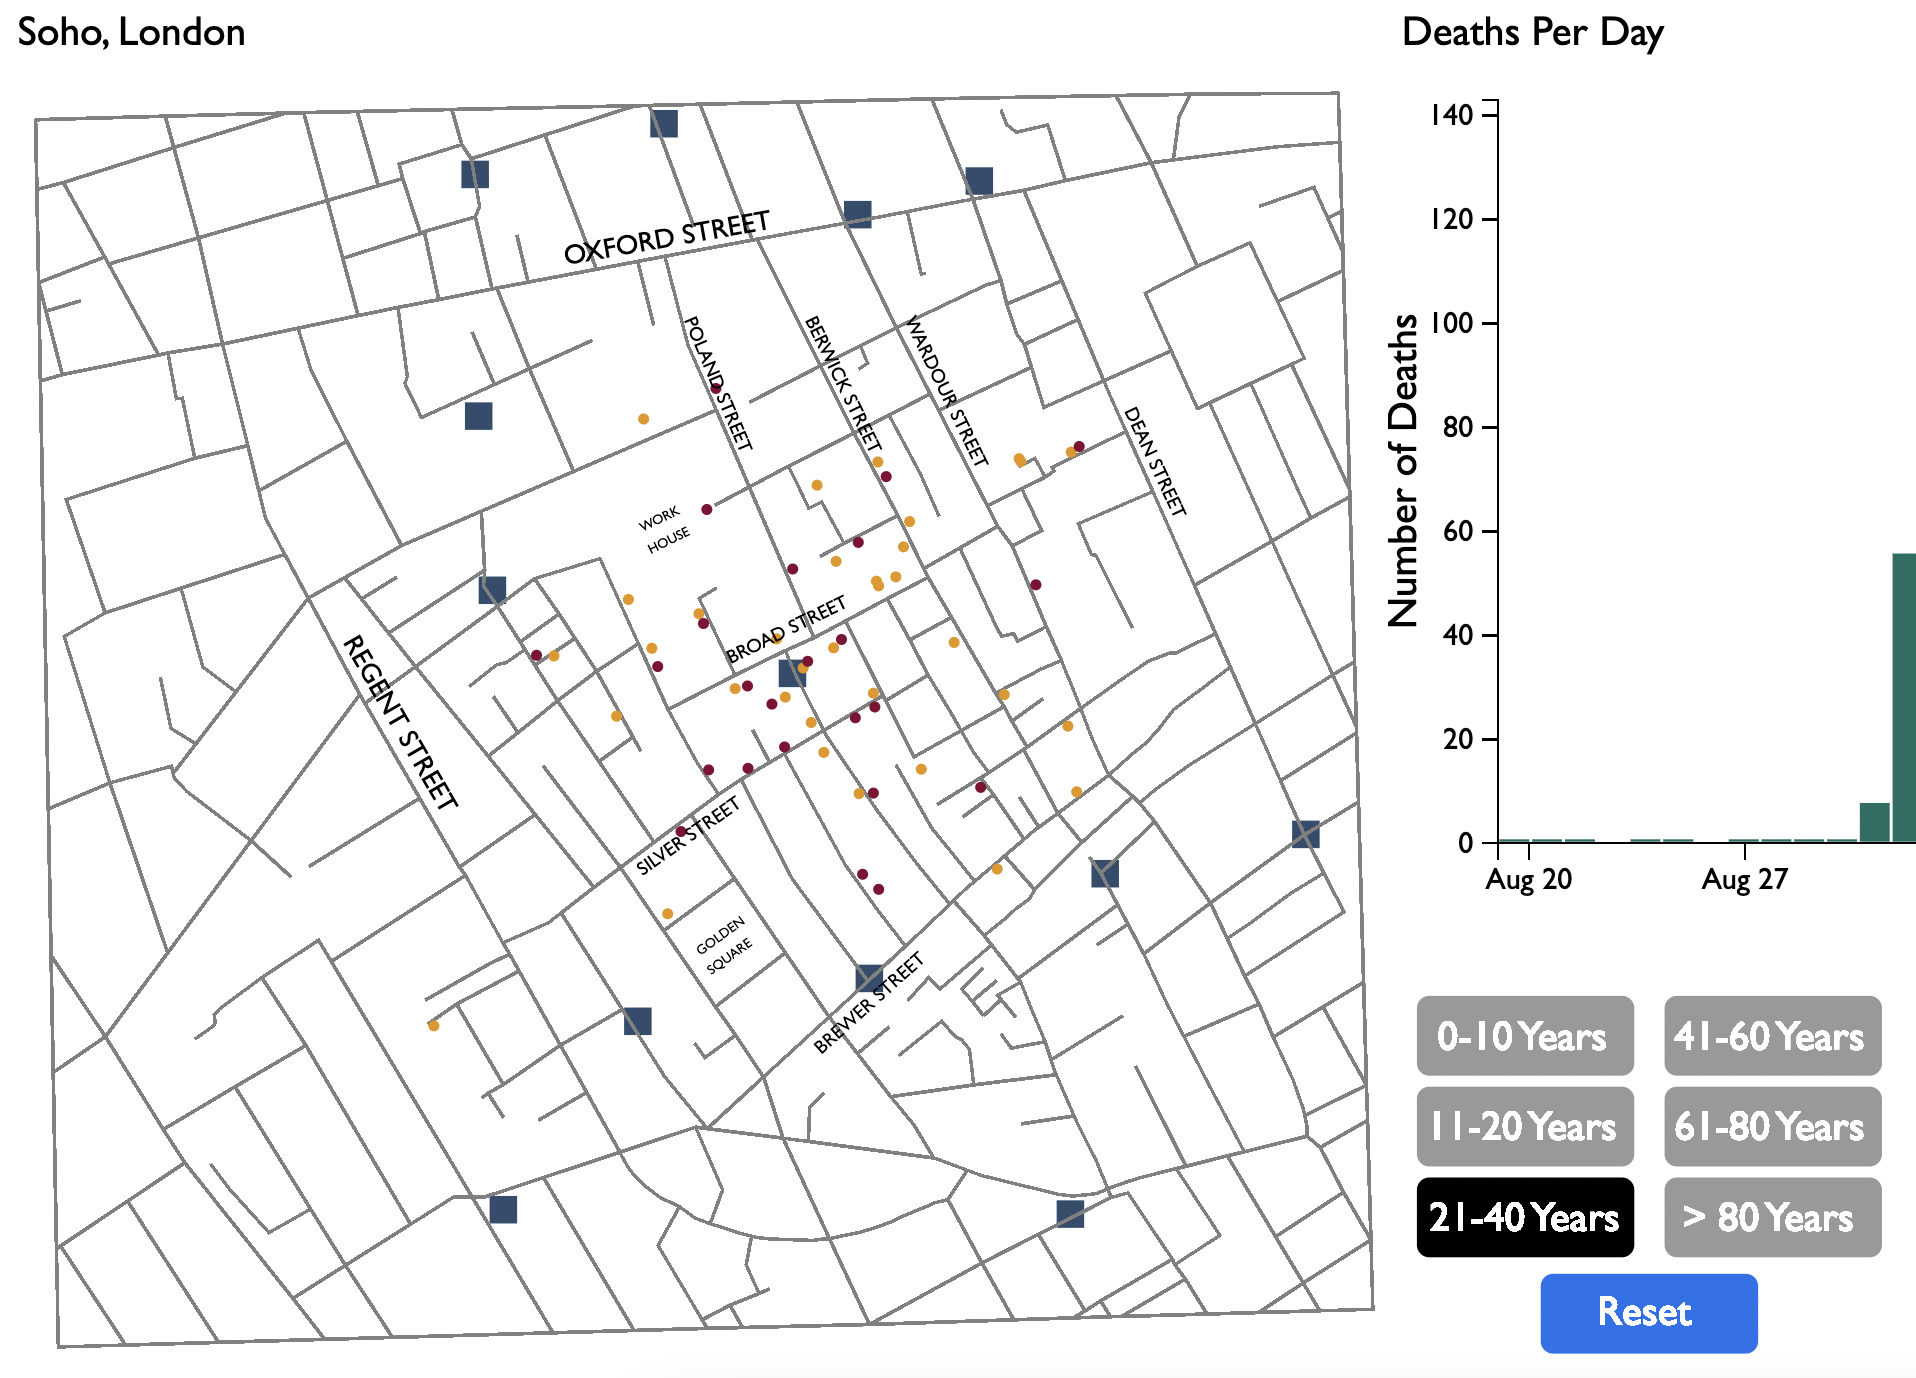 Soho, London
Deaths Per Day
OXFORD STREET
POLAND STREET
BERWICK STREET
WARDOUR STREET
DEAN STREET
WORK
HOUSE
BROAD STREET
REGENT STREET
SILVER STREET
GOLDEN
SQUARE
BREWER STREET
Number of Deaths
140
120
100
80
60
40
20
0
Aug 20
Aug 27
0-10 Years
41-60 Years
11-20 Years
61-80 Years
21-40 Years
> 80 Years
Reset